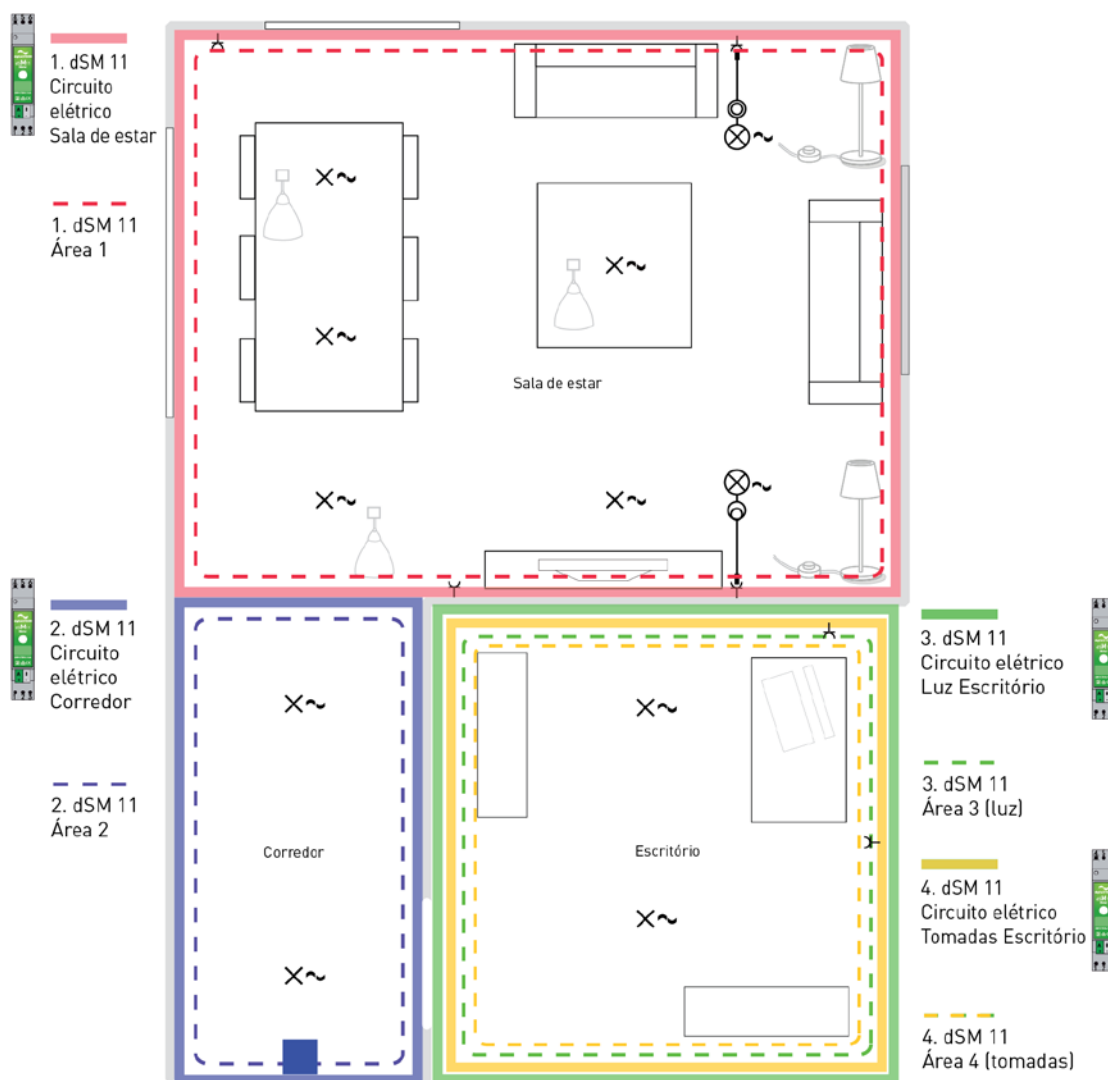 1. dSM 11
Circuito
elétrico
Sala de estar
1. dSM 11
Área 1
Sala de estar
2. dSM 11
Circuito
elétrico
Corredor
2. dSM 11
Área 2
Corredor
Escritório
3. dSM 11
Circuito elétrico
Luz Escritório
3. dSM 11
Área 3 (luz)
4. dSM 11
Circuito elétrico
Tomadas Escritório
4. dSM 11
Área 4 (tomadas)